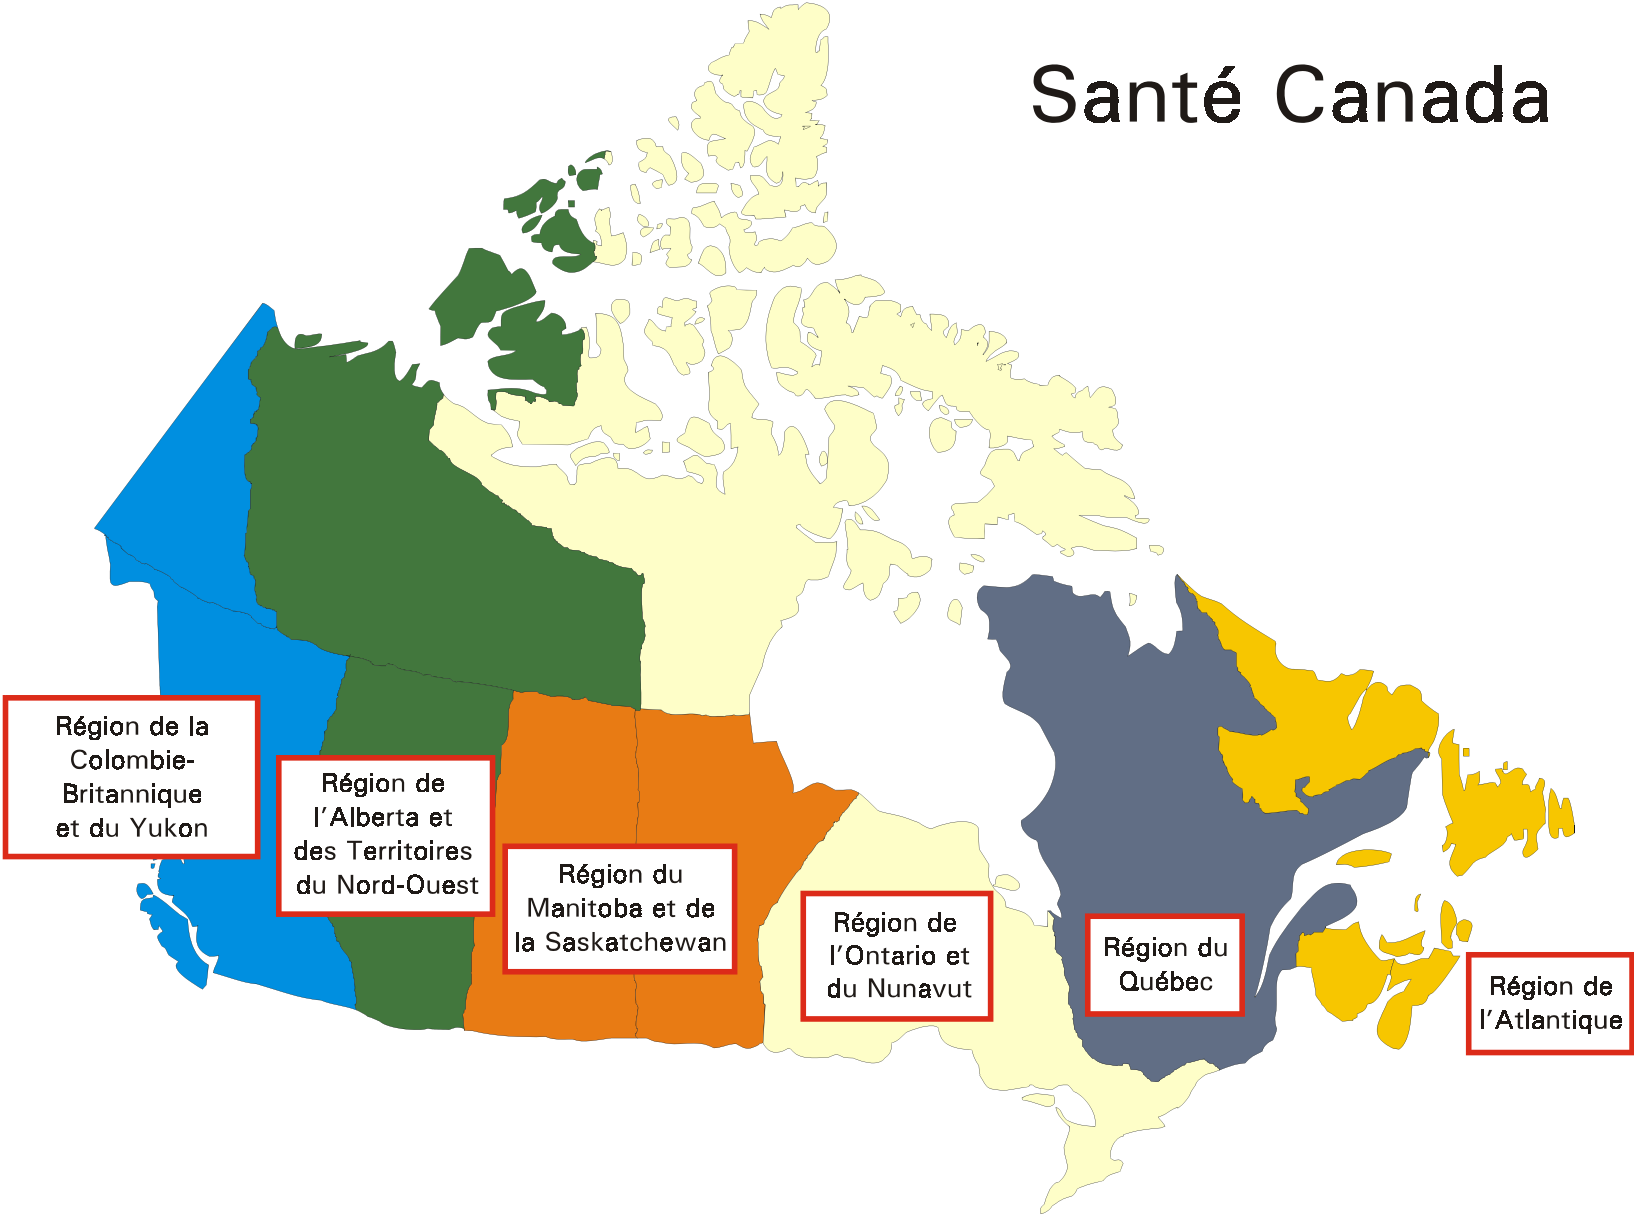 Santé Canada
Région de la
Colombie-
Britannique
et du Yukon
Région de
l'Alberta et
des Territoires
du Nord-Ouest
Région du
Manitoba et de
la Saskatchewan
Région de
l'Ontario et
du Nunavut
Région du
Québec
Région de
l'Atlantique